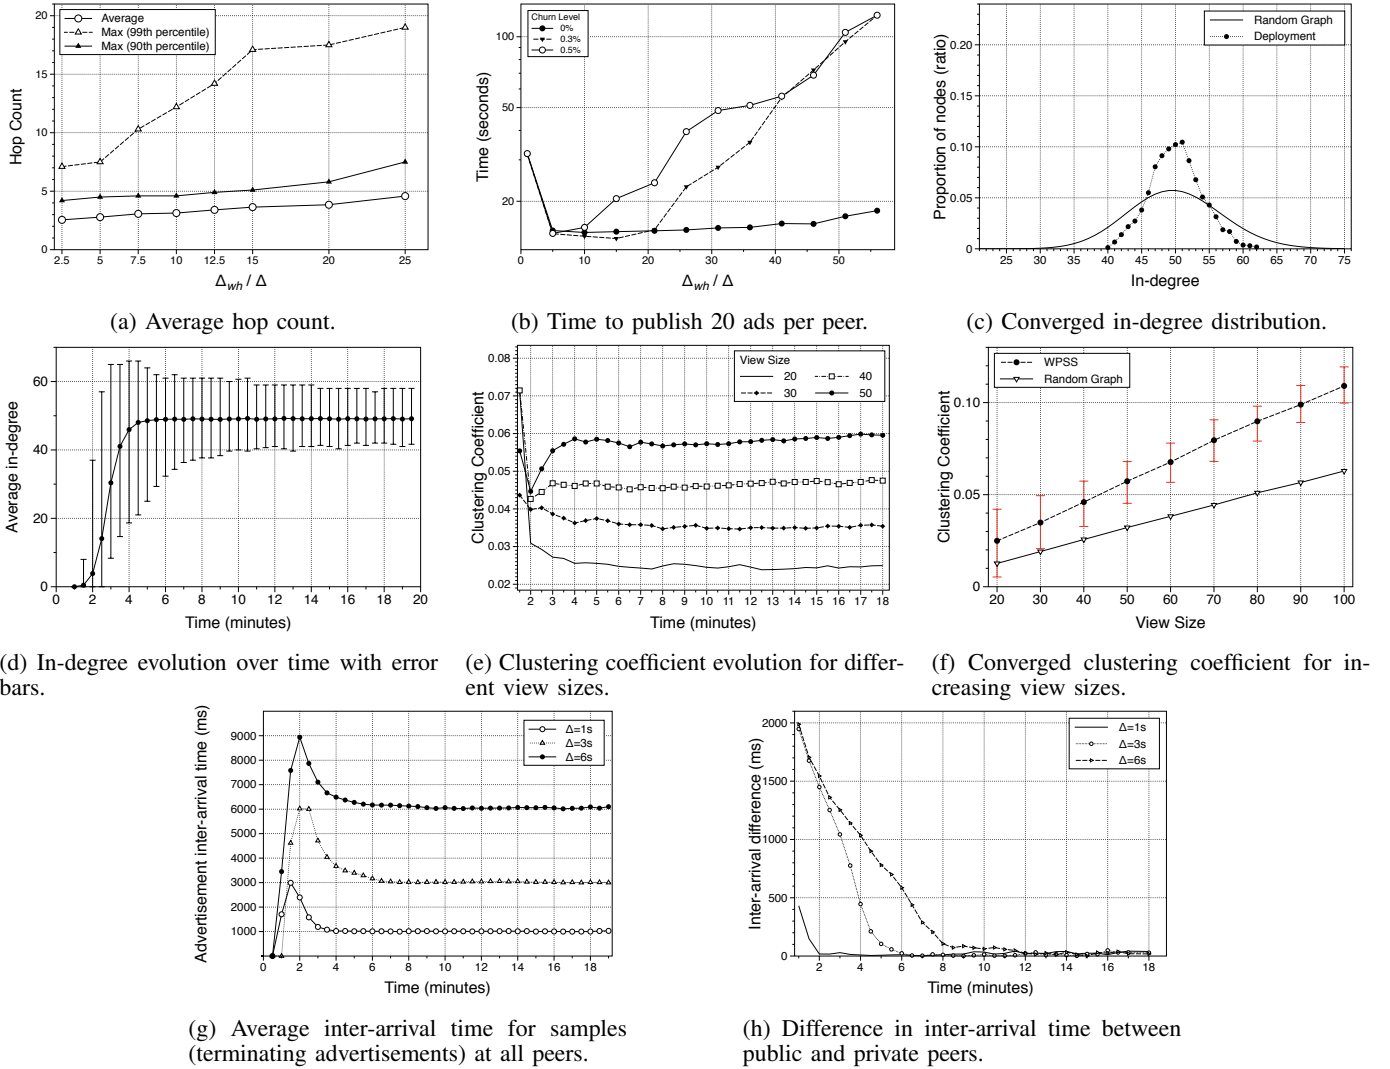 Average
Max (99th percentile)
Max (90th percentile)
Hop Count
20
15
10
5
0
2.5 5 7.5 10 12.5 15 20 25
Δwh / Δ
(a) Average hop count.
Churn Level
0%
0.3%
0.5%
Time (seconds)
100
50
20
0 10 20 30 40 50
Δwh / Δ
(b) Time to publish 20 ads per peer.
Random Graph
Deployment
Proportion of nodes (ratio)
0.20
0.15
0.10
0.05
0
25 30 35 40 45 50 55 60 65 70 75
In-degree
(c) Converged in-degree distribution.
Average in-degree
60
40
20
0
0 2 4 6 8 10 12 14 16 18 20
Time (minutes)
(d) In-degree evolution over time with error
bars.
View Size
20 40
30 50
Clustering Coefficient
0.08
0.07
0.06
0.05
0.04
0.03
0.02
2 3 4 5 6 7 8 9 10 11 12 13 14 15 16 17 18
Time (minutes)
(e) Clustering coefficient evolution for differ-
ent view sizes.
WPSS
Random Graph
Clustering Coefficient
0.10
0.05
0
20 30 40 50 60 70 80 90 100
View Size
(f) Converged clustering coefficient for in-
creasing view sizes.
Δ=1s
Δ=3s
Δ=6s
Advertisement inter-arrival time (ms)
9000
8000
7000
6000
5000
4000
3000
2000
1000
0 2 4 6 8 10 12 14 16 18
Time (minutes)
(g) Average inter-arrival time for samples
(terminating advertisements) at all peers.
Δ=1s
Δ=3s
Δ=6s
Inter-arrival difference (ms)
2000
1500
1000
500
0
2 4 6 8 10 12 14 16 18
Time (minutes)
(h) Difference in inter-arrival time between
public and private peers.